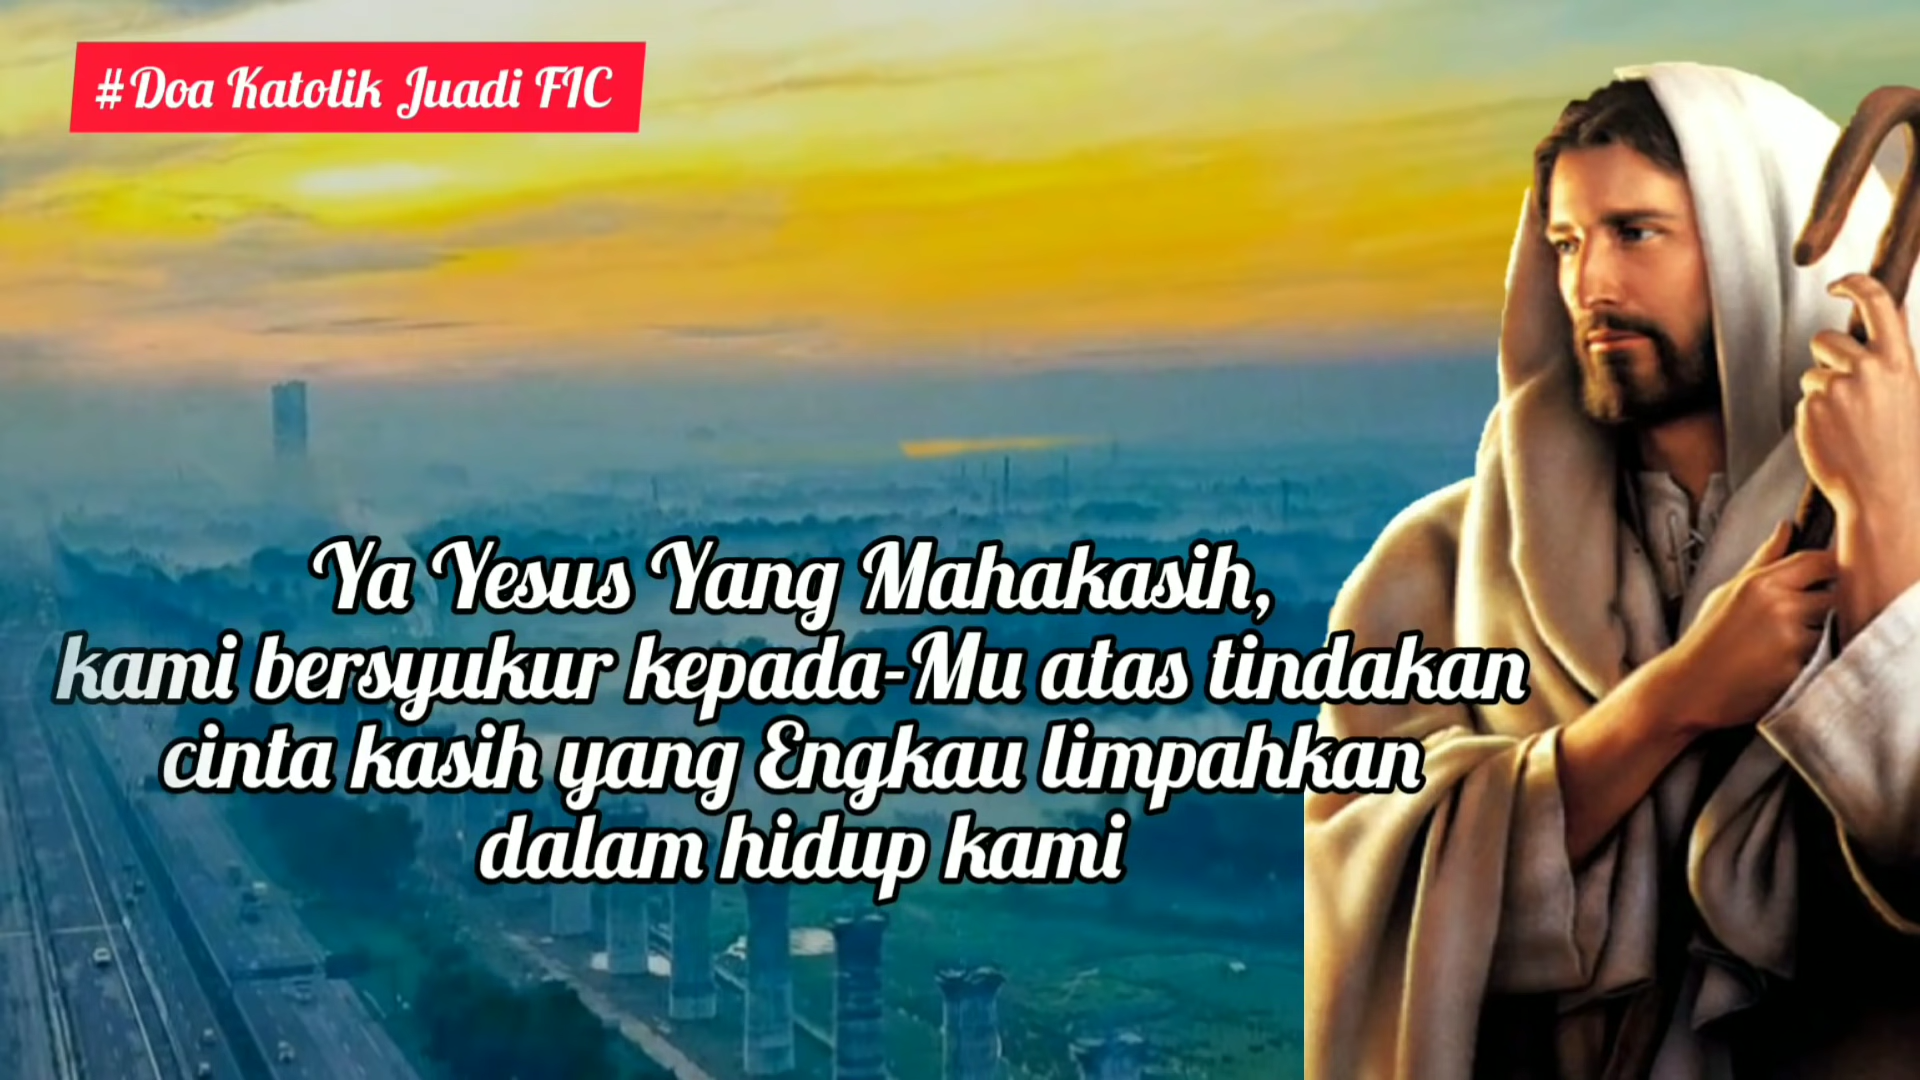 #Doa Katolik Juadi FIC
Ya Yesus Yang Mahakasih,
kami bersyukur kepada-Mu atas tindakan
cinta kasih yang Engkau limpahkan
dalam hidup kami